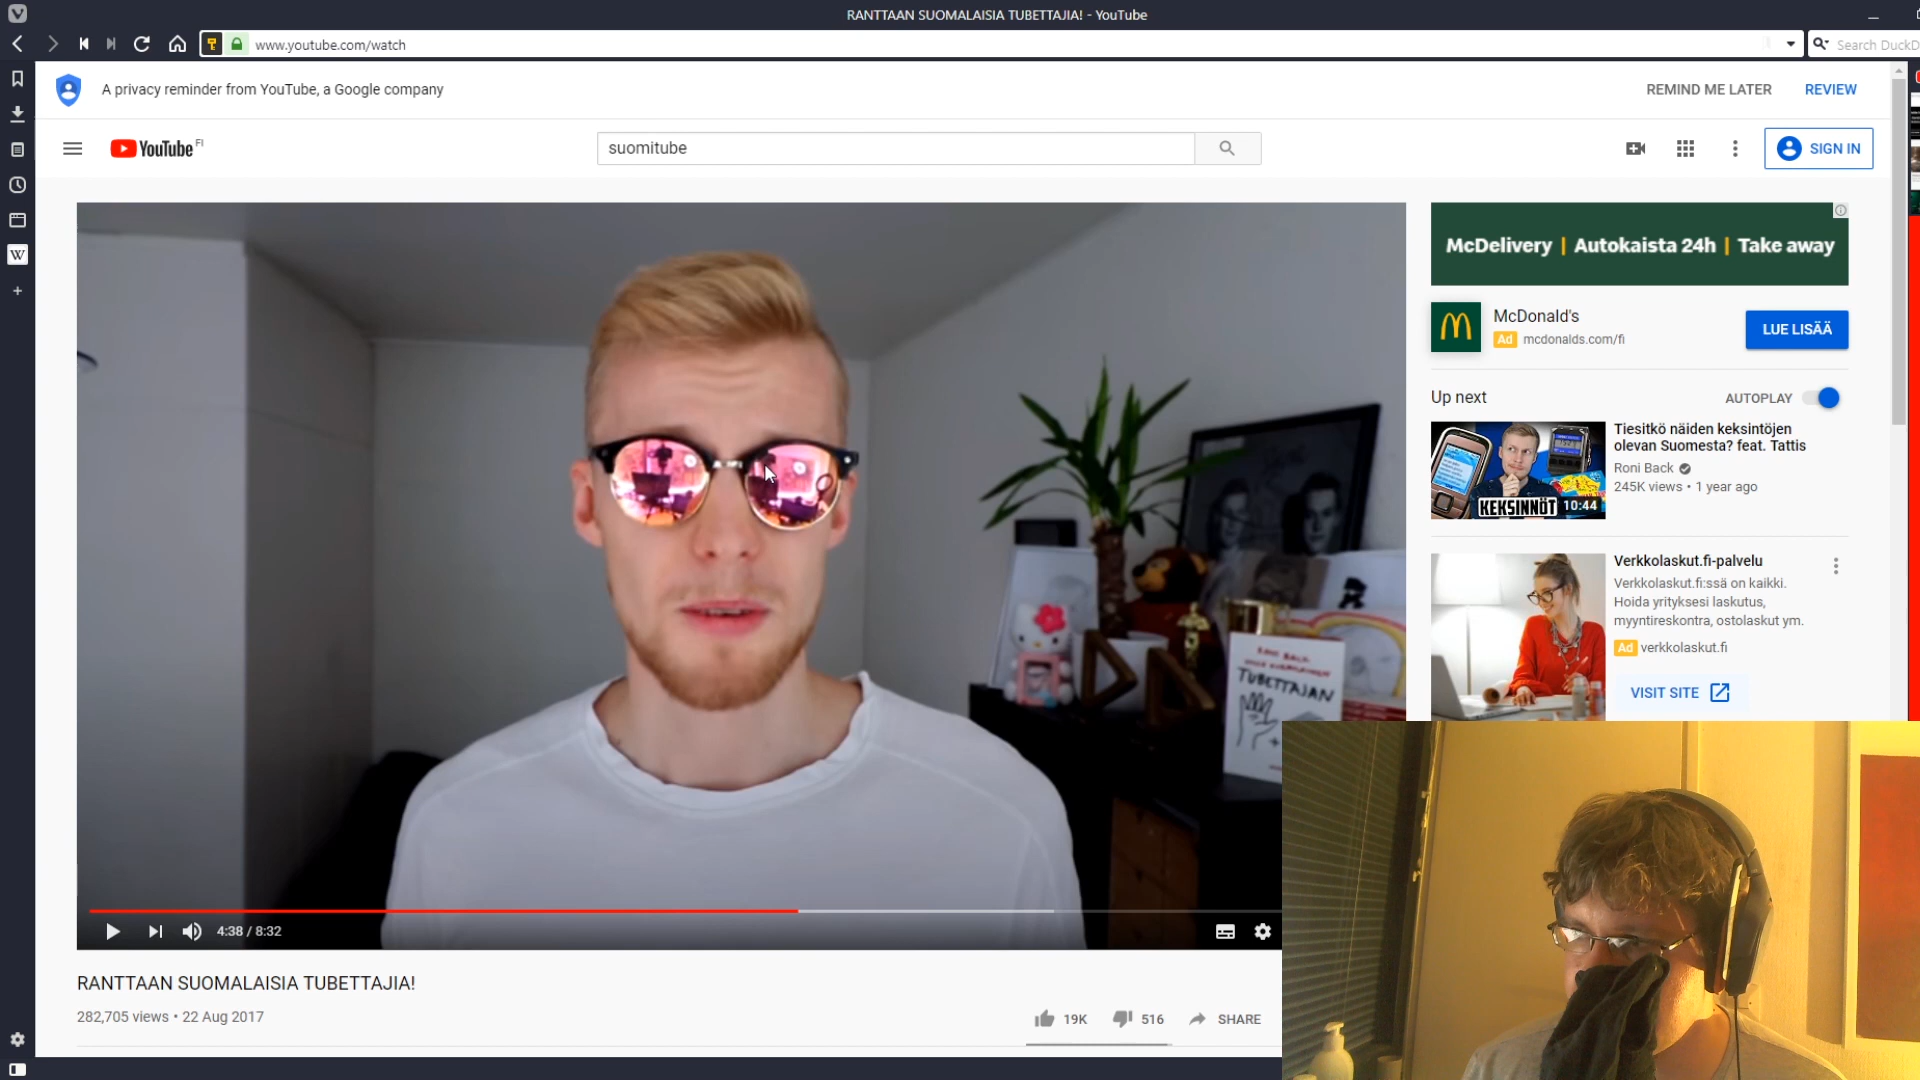 RANTTAAN SUOMALAISIA TUBETTAJIA! - YouTube
www.youtube.com/watch
Search DuckD
A privacy reminder from YouTube, a Google company
REMIND ME LATER
REVIEW
YouTube FI
suomitube
SIGN IN
McDelivery | Autokaista 24h | Take away
McDonald's
Ad mcdonalds.com/fi
LUE LISÄÄ
Up next
AUTOPLAY
Tiesitkö näiden keksintöjen
olevan Suomesta? feat. Tattis
Roni Back
245K views • 1 year ago
KEKSINNÖT
10:44
Verkkolaskut.fi-palvelu
Verkkolaskut.fi:ssä on kaikki.
Hoida yrityksesi laskutus,
myyntireskontra, ostolaskut ym.
Ad verkkolaskut.fi
VISIT SITE
TUBETTAJAN
4:38 / 8:32
RANTTAAN SUOMALAISIA TUBETTAJIA!
282,705 views • 22 Aug 2017
19K
516
SHARE
W